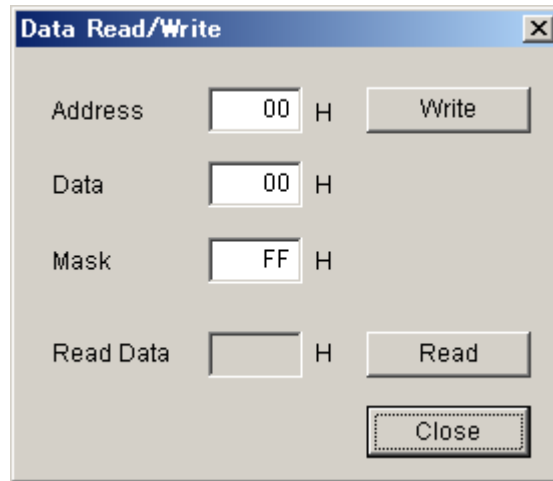 Data Read/Write
Address 00 H Write
Data 00 H
Mask FF H
Read Data H Read
Close